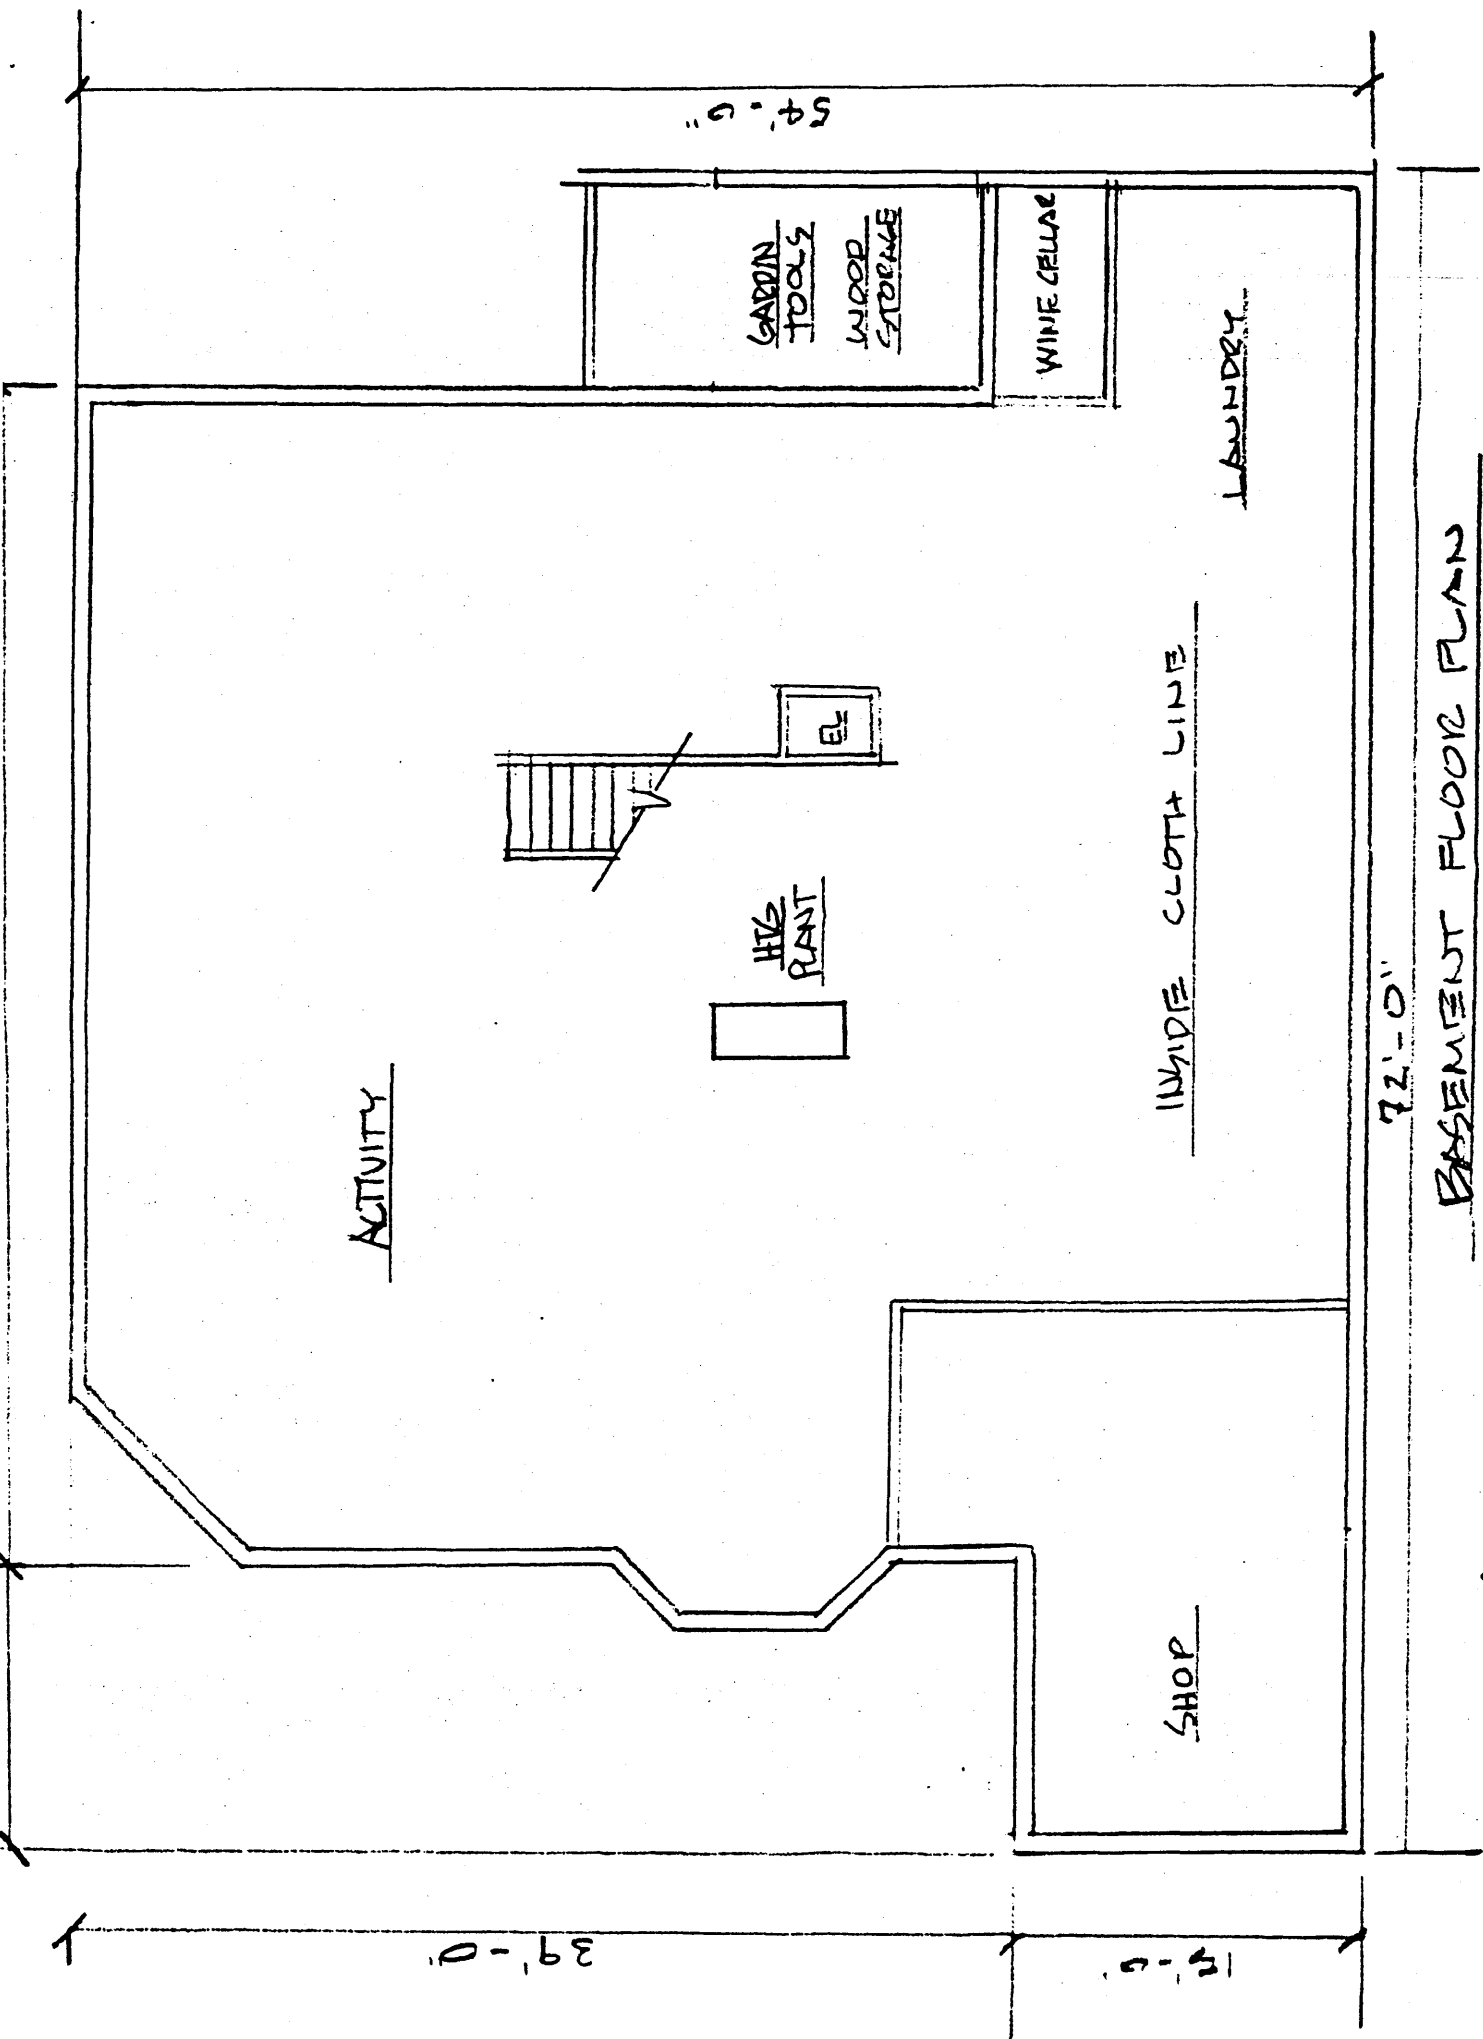 ACTIVITY
39'-0"
54'-0"
HTG
PLANT
EL
GARDN
TOOLS
WOOD
STORAGE
WINE CELLAR
SHOP
INSIDE CLOTH LINE
LAUNDRY
15'-0"
72'-0"
BASEMENT FLOOR PLAN